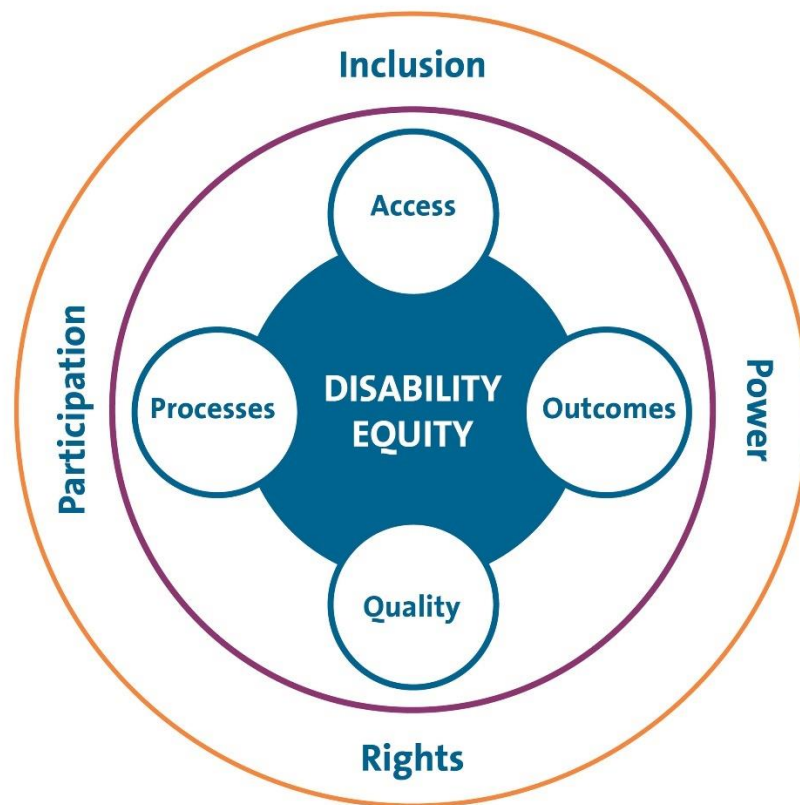 Inclusion
Access
Participation
Processes
DISABILITY
EQUITY
Outcomes
Power
Quality
Rights